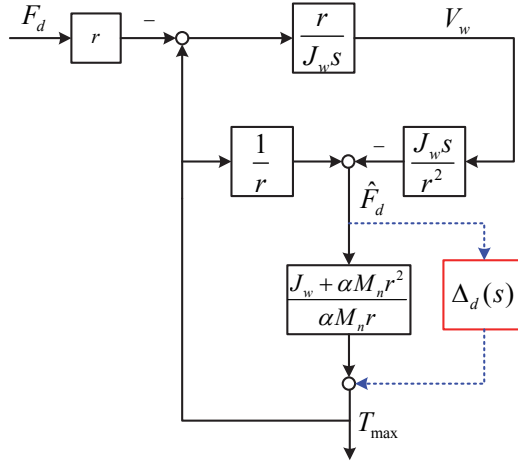 F_d
r
−
r
J_w s
V_w
1
r
−
J_w s
r^2
F̂_d
J_w + αM_n r^2
αM_n r
Δ_d(s)
T_max